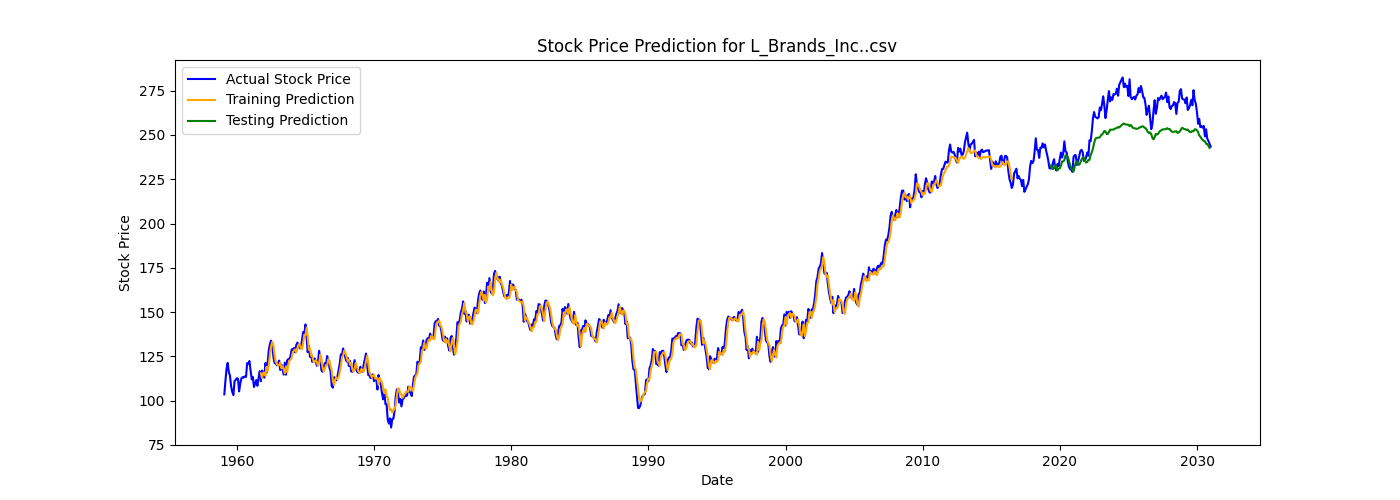 Stock Price Prediction for L_Brands_Inc..csv
Actual Stock Price
Training Prediction
Testing Prediction
Stock Price
275
250
225
200
175
150
125
100
75
1960
1970
1980
1990
2000
2010
2020
2030
Date